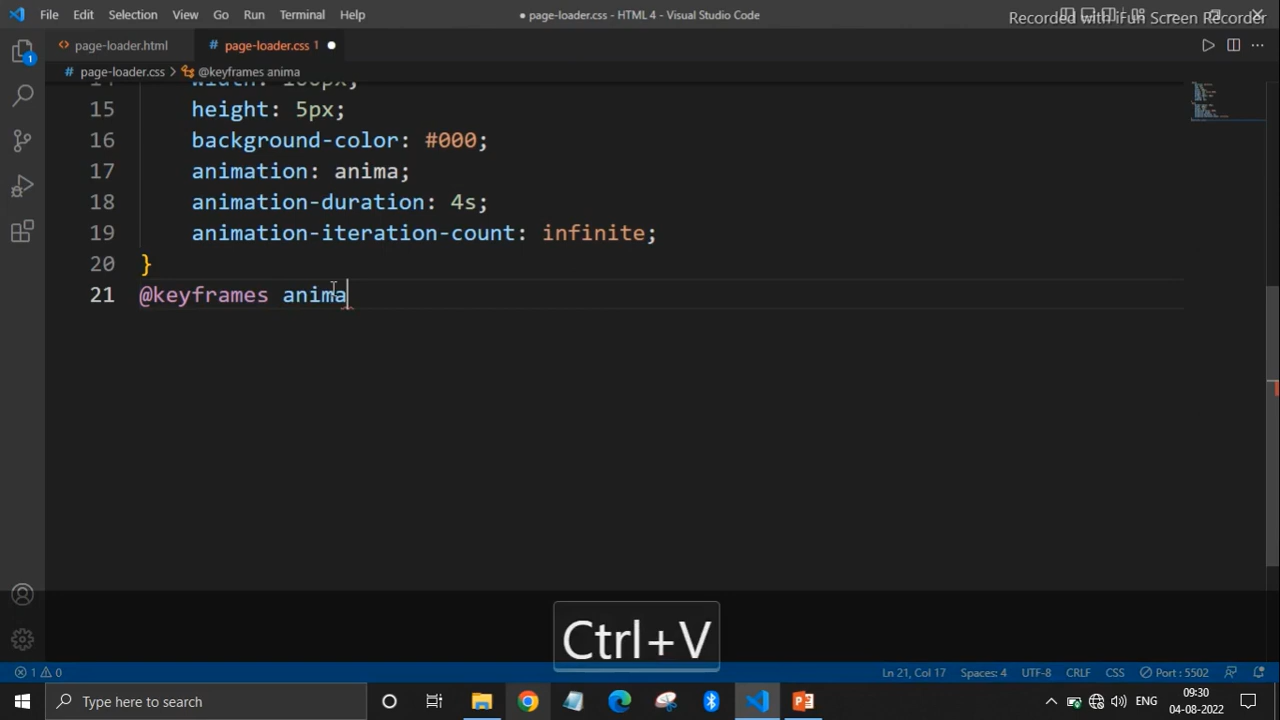 File Edit Selection View Go Run Terminal Help
● page-loader.css - HTML 4 - Visual Studio Code
Recorded with iFun Screen Recorder
<> page-loader.html
# page-loader.css 1 ●
# page-loader.css > @keyframes anima
15 height: 5px;
16 background-color: #000;
17 animation: anima;
18 animation-duration: 4s;
19 animation-iteration-count: infinite;
20 }
21 @keyframes anima
1
Ctrl+V
1 0
Ln 21, Col 17 Spaces: 4 UTF-8 CRLF CSS Port : 5502
Type here to search
ENG
09:30
04-08-2022